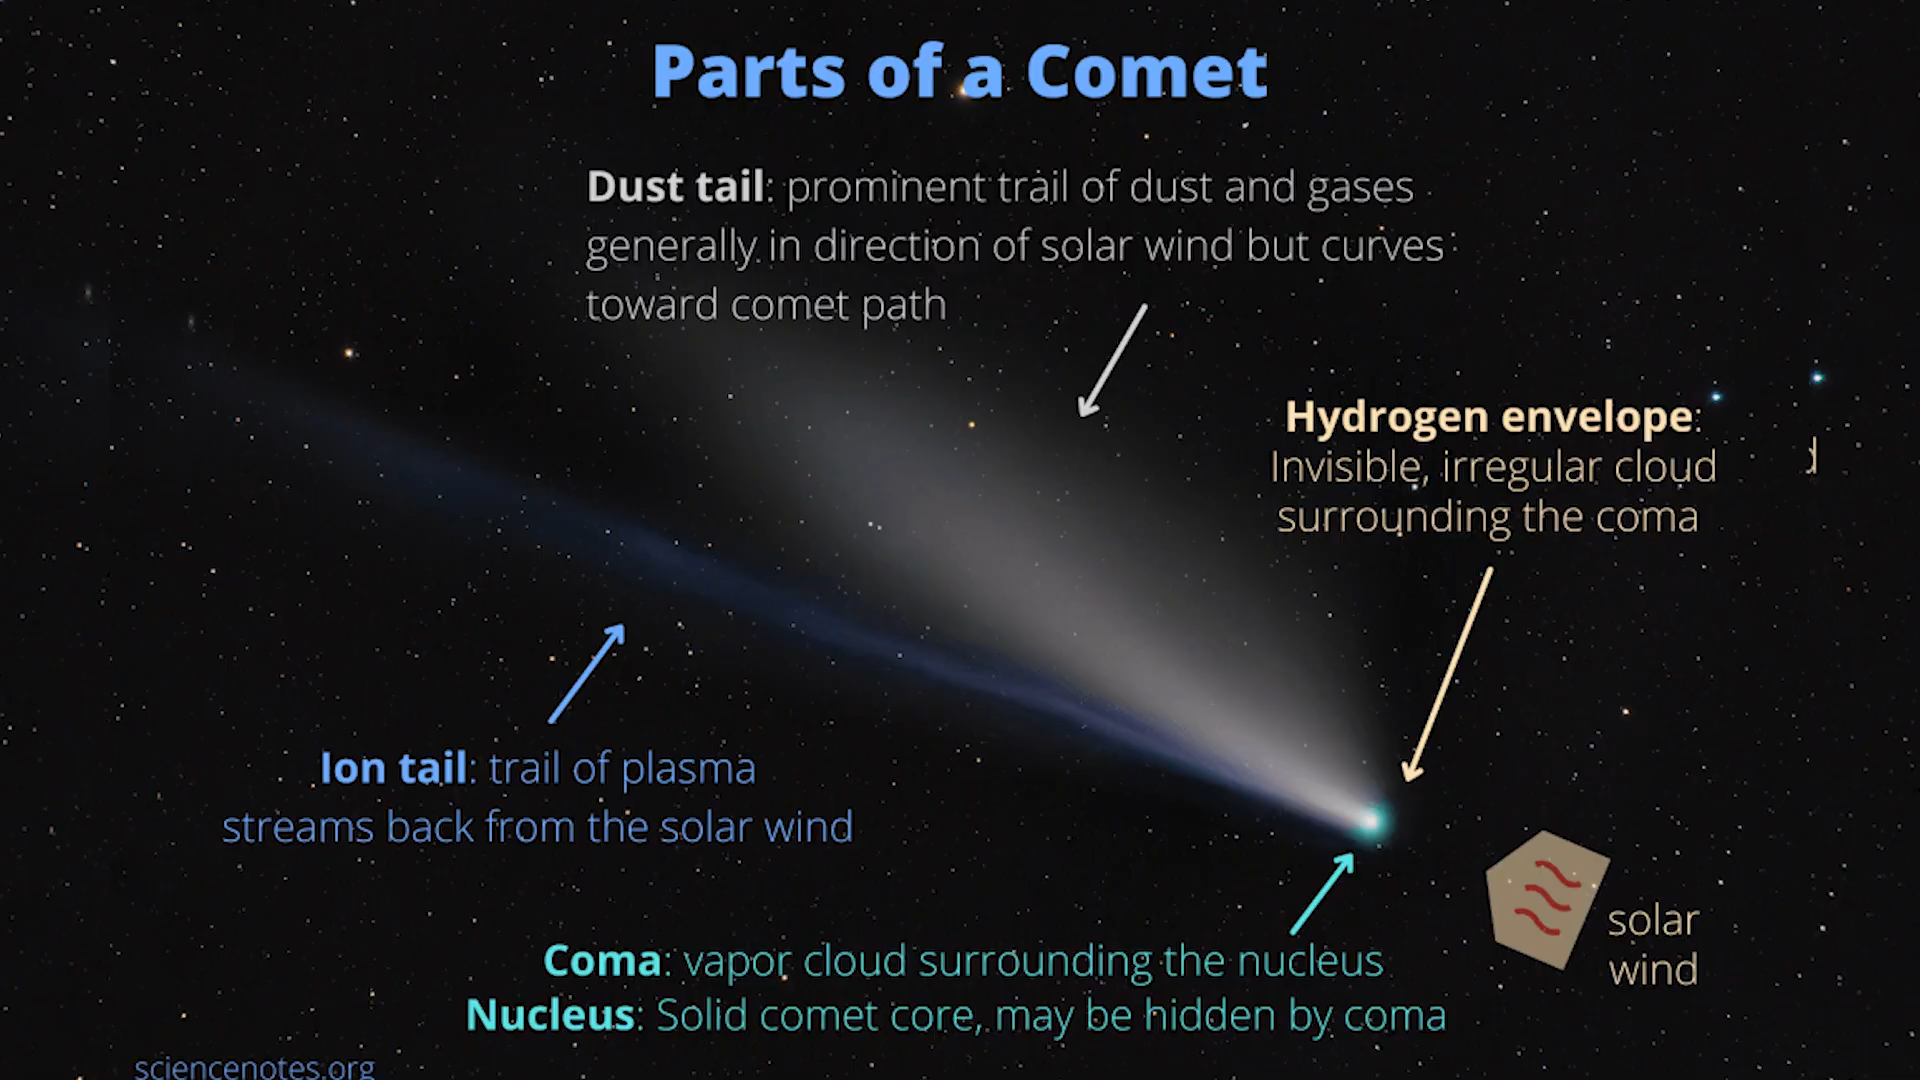 Parts of a Comet
Dust tail: prominent trail of dust and gases
generally in direction of solar wind but curves
toward comet path
Hydrogen envelope:
Invisible, irregular cloud
surrounding the coma
Ion tail: trail of plasma
streams back from the solar wind
solar
wind
Coma: vapor cloud surrounding the nucleus
Nucleus: Solid comet core, may be hidden by coma
sciencenotes.org